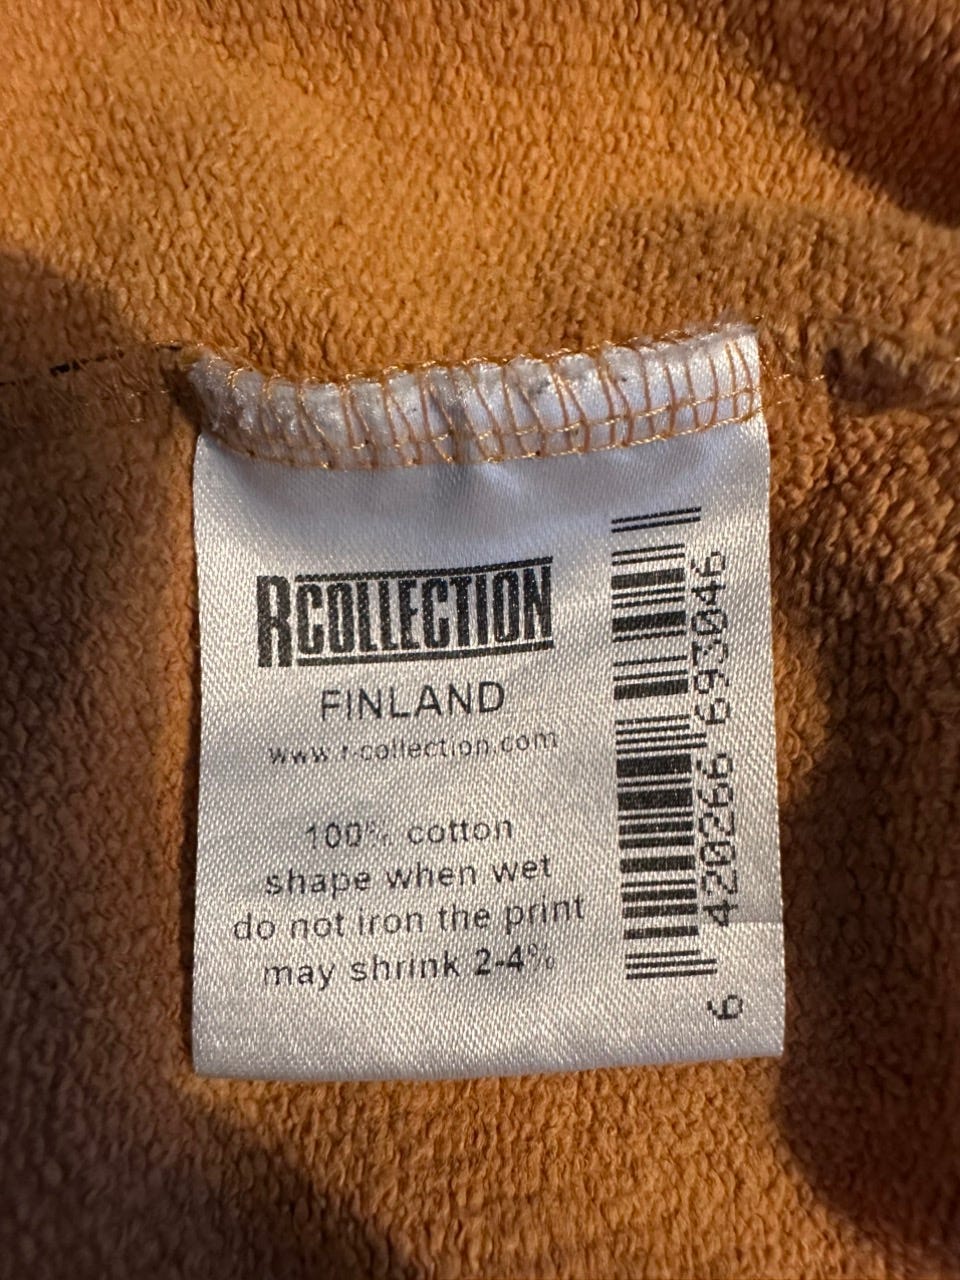 RCOLLECTION
FINLAND
www.r-collection.com
100% cotton
shape when wet
do not iron the print
may shrink 2-4%
6 420266 693046